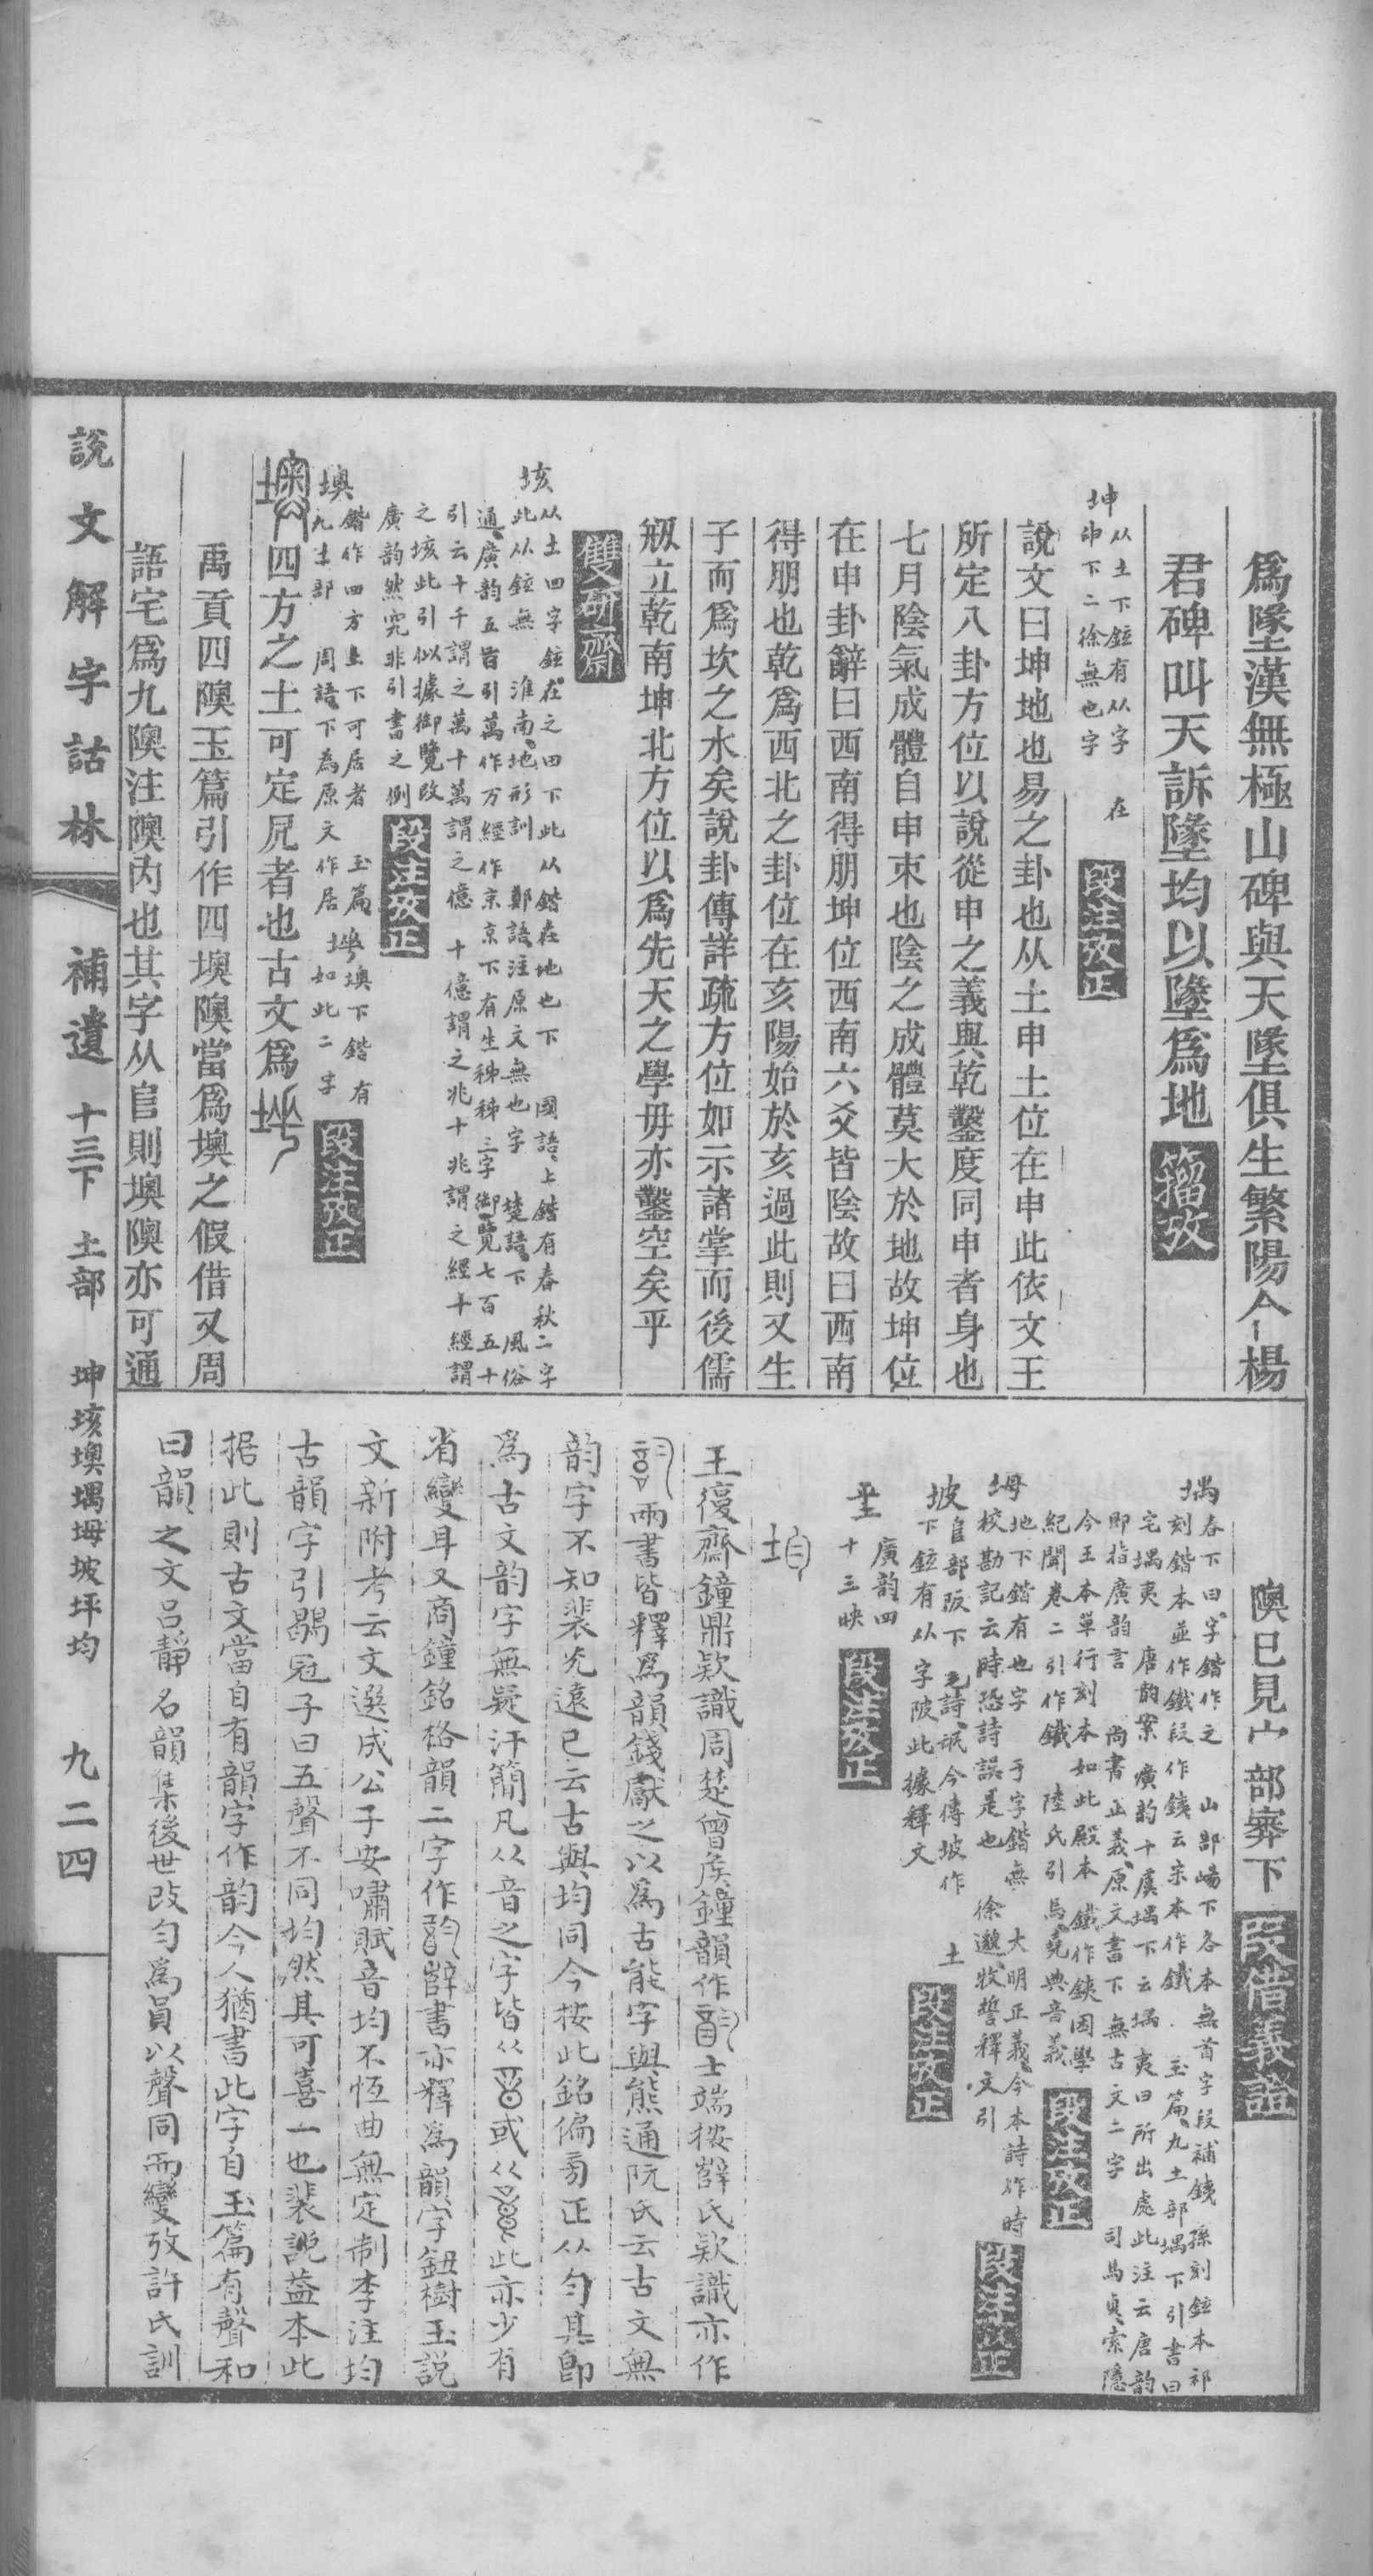 爲墬漢無極山碑與天墬俱生繁陽令楊
君碑叫天訴墬均以墬爲地 籀攷
坤 从土下鉉有从字 在
申下二徐無也字 段注攷正
說文曰坤地也易之卦也从土申土位在申此依文王
所定八卦方位以說從申之義與乾鑿度同申者身也
七月陰氣成體自申束也陰之成體莫大於地故坤位
在申卦辭曰西南得朋坤位西南六爻皆陰故曰西南
得朋也乾爲西北之卦位在亥陽始於亥過此則又生
子而爲坎之水矣說卦傳詳疏方位如示諸掌而後儒
剏立乾南坤北方位以爲先天之學毋亦鑿空矣乎
雙硏齋
垓 从土四字鉉在之田下此从鍇在地也下 國語上鍇有春秋二字
此从鉉無 淮南地形訓 鄭語注原文無也字 楚語下 風俗
通廣韵五旨引萬作万經作京京下有生秭秭三字御覽七百五十
引云十千謂之萬十萬謂之億十億謂之兆十兆謂之經十經謂
之垓此引似據御覽改
廣韵然究非引書之例 段注攷正
墺 鍇作四方土下可居者 玉篇墺下鍇有
九土部 周語下爲原文作居 如此二字 段注攷正
墺 四方之土可定凥者也古文爲
禹貢四隩玉篇引作四墺隩當爲墺之假借又周
語宅爲九隩注隩內也其字从𨸏則墺隩亦可通
隩已見宀部㝔下 段借義證
堣 春下曰字鍇作之 山部崵下各本無首字段補銕 孫刻鉉本祁
刻鍇本並作鐵段作銕云宋本作鐵 玉篇九土部堣下引書曰
宅堣夷 唐韵案廣韵十虞堣下云堣夷日所出處此注云唐韵
即指廣韵言 尚書正義原文書下無古文二字 司馬貞索隱
今王本單行刻本如此殿本鐵作銕困學
紀聞卷二引作鐵 陸氏引馬堯典音義 段注攷正
坶 地下鍇有也字 于字鍇無 大明正義今本詩作時
校勘記云時恐詩誤是也 徐邈牧誓釋文引 段注攷正
坡 𨸏部阪下 毛詩氓今傳坡作
下鉉有从字陂此據釋文 土 段注攷正
坪 廣韵四
十三映 段注攷正
均
王復齋鐘鼎款識周楚曾侯鐘韻作 士端按薛氏款識亦作
兩書皆釋爲韻錢獻之以爲古能字與熊通阮氏云古文無
韵字不知裴光遠已云古與均同今按此銘偏旁正从勻其卽
爲古文韵字無疑汗簡凡从音之字皆从 或从 此亦少有
省變耳又商鐘銘格韻二字作 薛書亦釋爲韻字鈕樹玉說
文新附考云文選成公子安嘯賦音均不恆曲無定制李注均
古韻字引鶡冠子曰五聲不同均然其可喜一也裴說葢本此
据此則古文當自有韻字作韵今人猶書此字自玉篇有聲和
曰韻之文呂靜名韻集後世改勻爲員以聲同而變攷許氏訓
說文解字詁林 補遺 十三下 土部 坤垓墺堣坶坡坪均 九二四